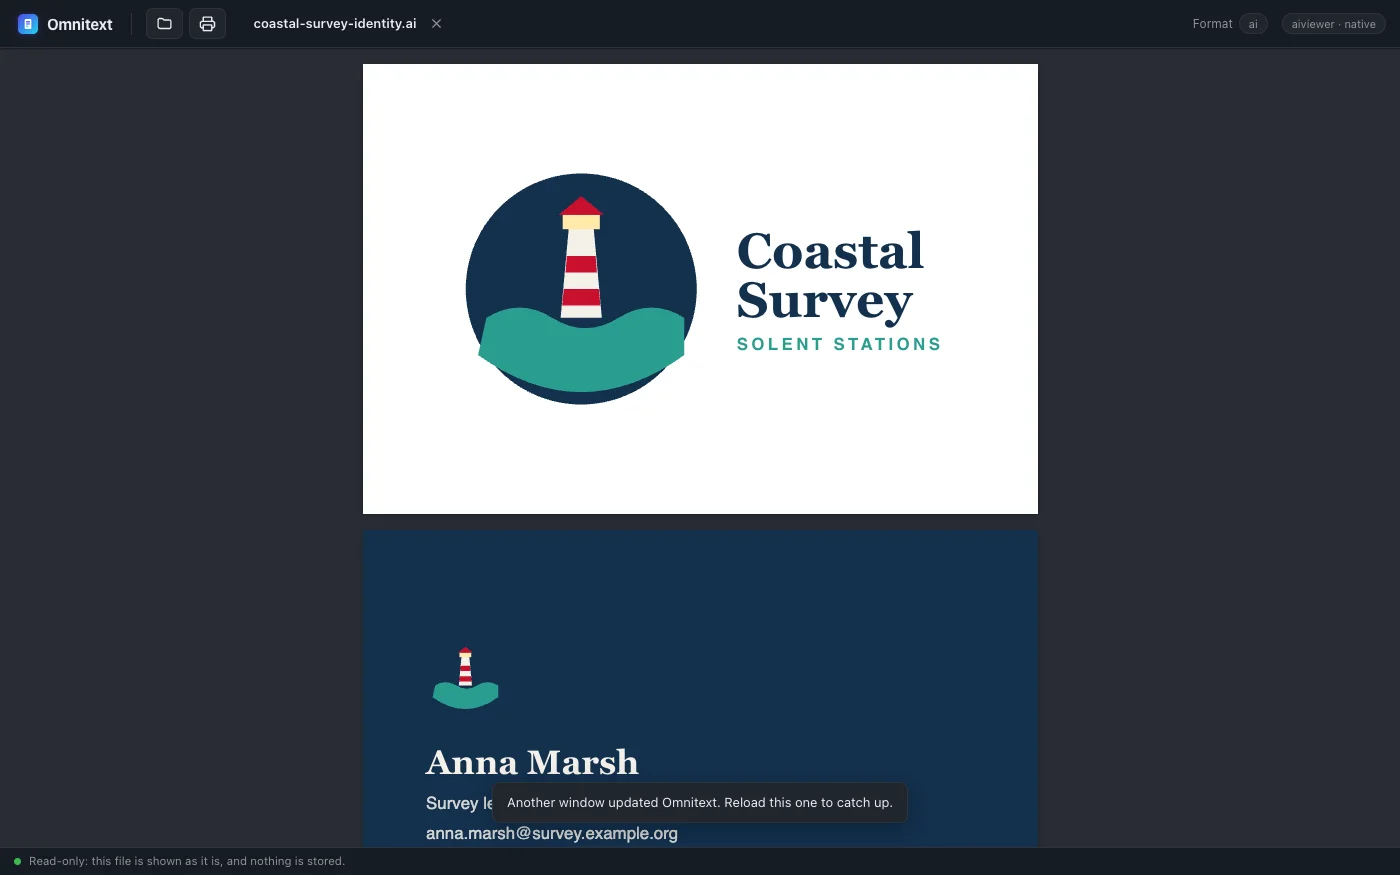 Omnitext
coastal-survey-identity.ai
Format
ai
aiviewer · native
Coastal
Survey
SOLENT STATIONS
Anna Marsh
Survey
anna.marsh@survey.example.org
Another window updated Omnitext. Reload this one to catch up.
Read-only: this file is shown as it is, and nothing is stored.